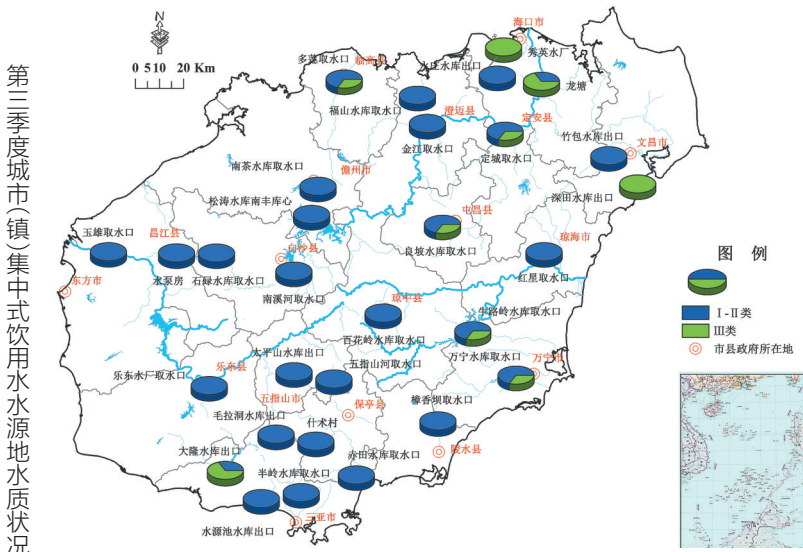 第三季度城市(镇)集中式饮用水水源地水质状况
N
0 5 10 20 Km
海口市
秀英水厂
多莲取水口
临高县
永庄水库出口
龙塘
福山水库取水口
澄迈县
定安县
竹包水库出口
文昌市
金江取水口
定城取水口
南茶水库取水口
儋州市
深田水库出口
松涛水库南丰库心
屯昌县
玉雄取水口
昌江县
白沙县
良坡水库取水口
琼海市
水泵房
石碌水库取水口
红星取水口
东方市
南溪河取水口
琼中县
牛路岭水库取水口
百花岭水库取水口
太平山水库出口
五指山河取水口
万宁水库取水口
万宁市
乐东县
乐东水厂取水口
五指山市
保亭县
樟香坝取水口
毛拉洞水库出口
什术村
陵水县
大隆水库出口
赤田水库取水口
半岭水库取水口
水源池水库出口
三亚市
图 例
I-II类
III类
市县政府所在地